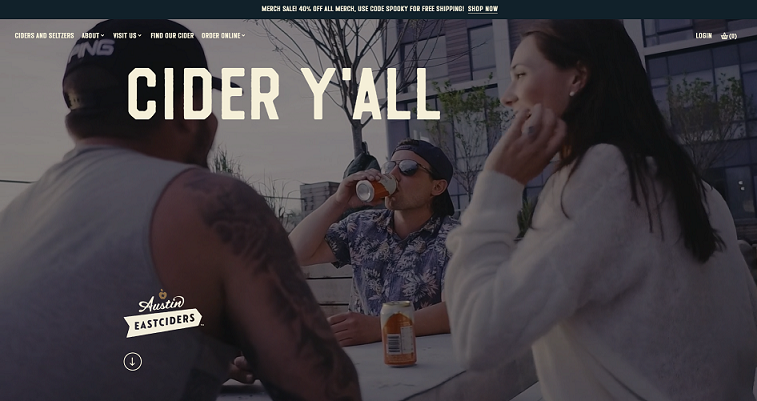 MERCH SALE! 40% OFF ALL MERCH, USE CODE SPOOKY FOR FREE SHIPPING! SHOP NOW
CIDERS AND SELTZERS ABOUT VISIT US FIND OUR CIDER ORDER ONLINE LOGIN (0)
CIDER Y'ALL
Austin
EASTCIDERS